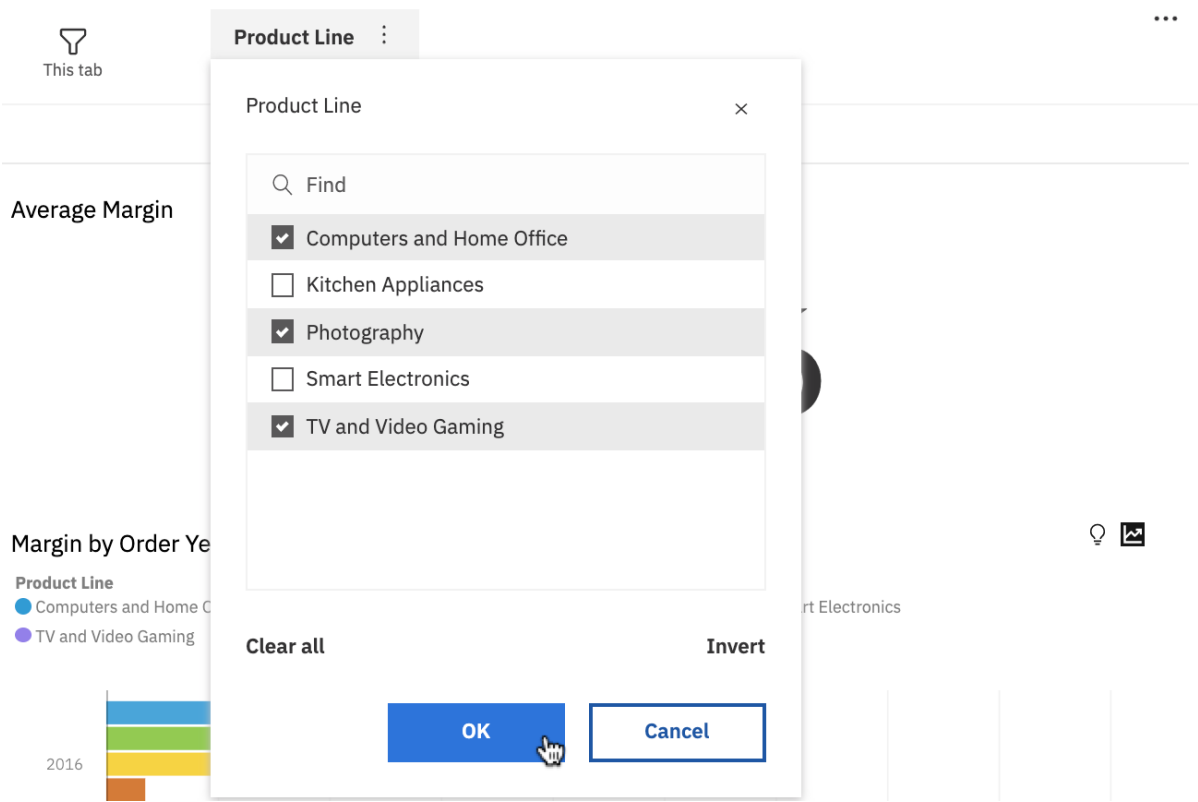 Product Line
This tab
Product Line
Find
Average Margin
Computers and Home Office
Kitchen Appliances
Photography
Smart Electronics
TV and Video Gaming
Margin by Order Ye
Product Line
Computers and Home
rt Electronics
TV and Video Gaming
Clear all
Invert
OK
Cancel
2016